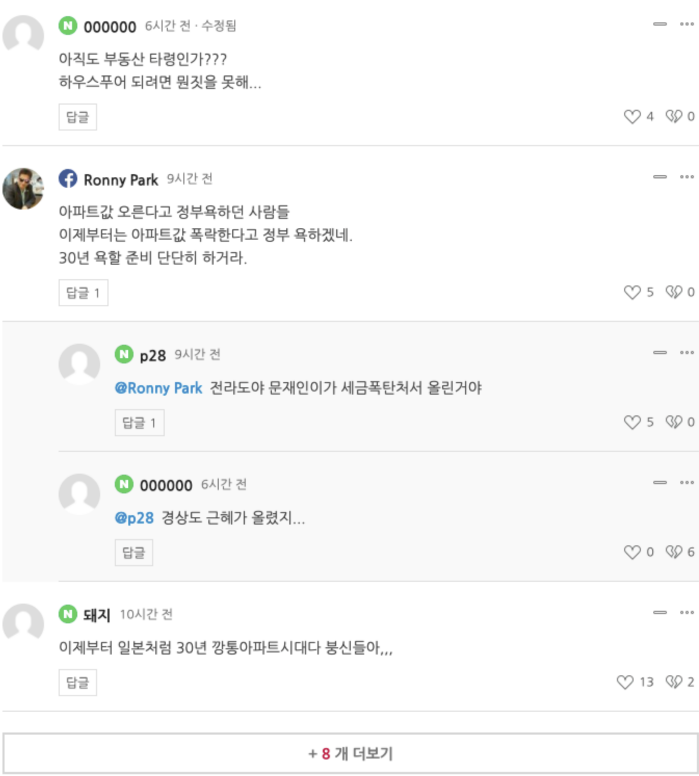 N 000000 6시간 전 · 수정됨
아직도 부동산 타령인가???
하우스푸어 되려면 뭔짓을 못해...
답글
4 0
f Ronny Park 9시간 전
아파트값 오른다고 정부욕하던 사람들
이제부터는 아파트값 폭락한다고 정부 욕하겠네.
30년 욕할 준비 단단히 하거라.
답글 1
5 0
N p28 9시간 전
@Ronny Park 전라도야 문재인이가 세금폭탄처서 올린거야
답글 1
5 0
N 000000 6시간 전
@p28 경상도 근혜가 올렸지...
답글
0 6
N 돼지 10시간 전
이제부터 일본처럼 30년 깡통아파트시대다 붕신들아,,,
답글
13 2
+ 8 개 더보기